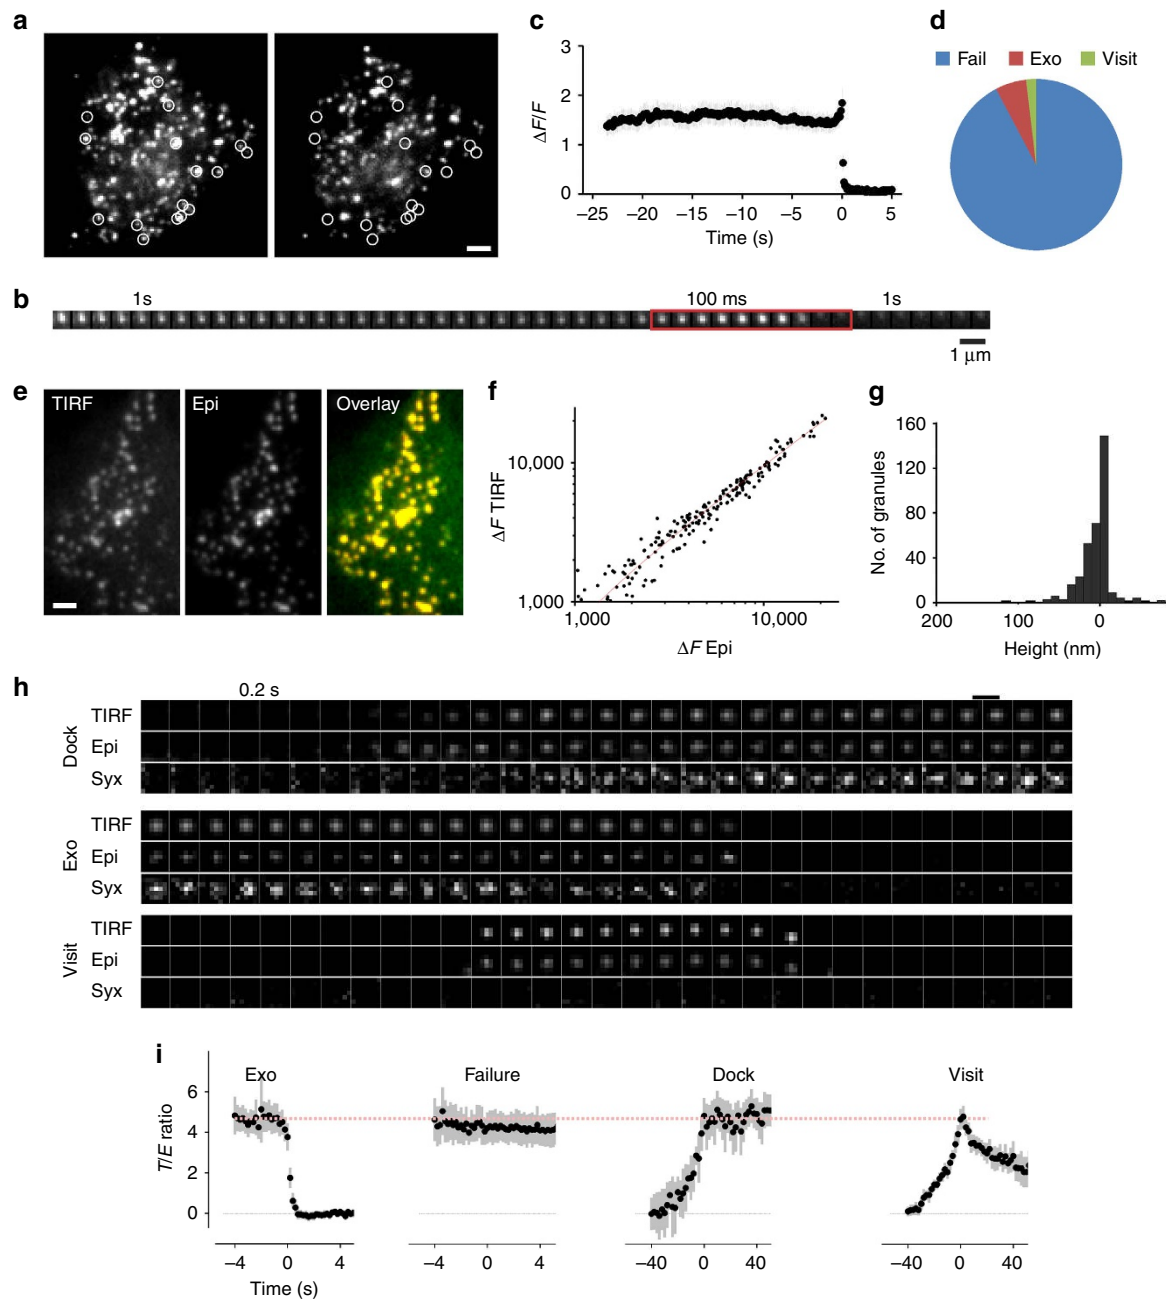 a
c
3
2
1
0
ΔF/F
–25 –20 –15 –10 –5 0 5
Time (s)
d
Fail Exo Visit
b
1s 100 ms 1s
1 μm
e
TIRF Epi Overlay
f
10,000
1,000
ΔF TIRF
1,000 10,000
ΔF Epi
g
160
120
80
40
0
No. of granules
200 100 0
Height (nm)
h
0.2 s
Dock
TIRF
Epi
Syx
Exo
TIRF
Epi
Syx
Visit
TIRF
Epi
Syx
i
Exo Failure Dock Visit
6
4
2
0
T/E ratio
–4 0 4 –4 0 4 –40 0 40 –40 0 40
Time (s)